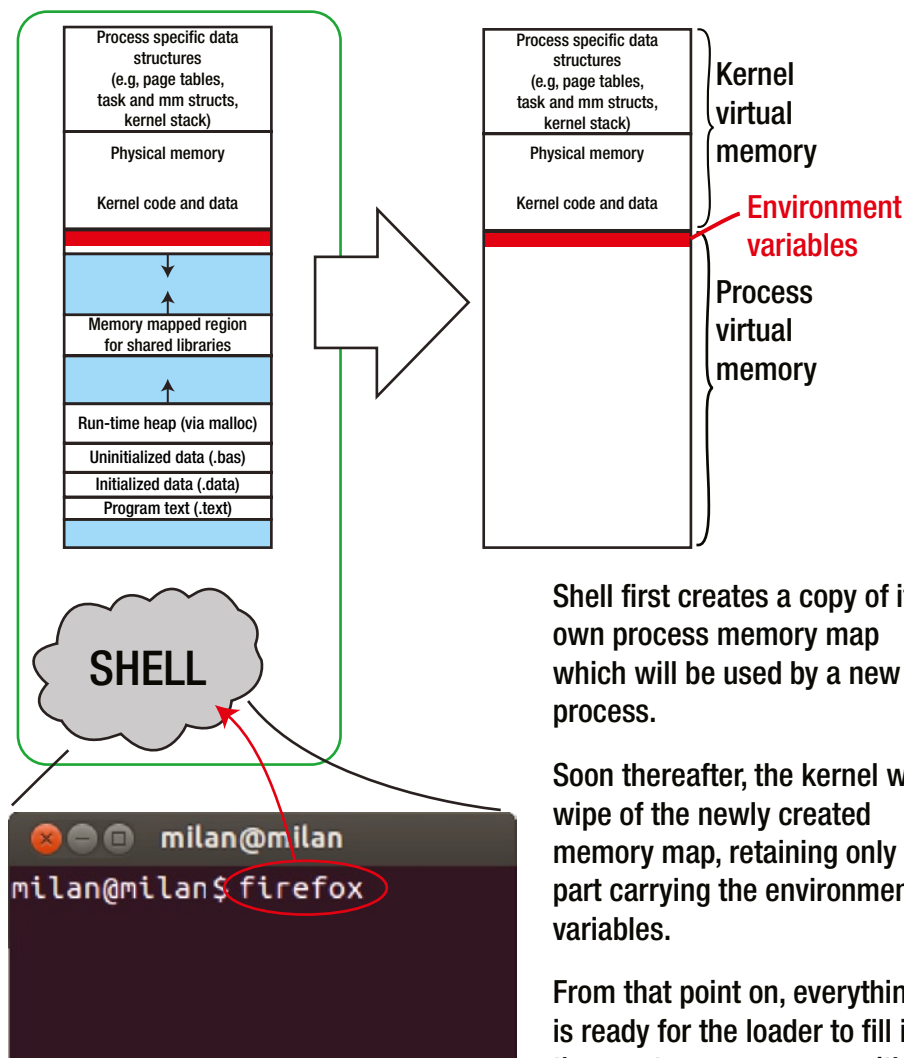 Process specific data
structures
(e.g, page tables,
task and mm structs,
kernel stack)
Physical memory
Kernel code and data
Memory mapped region
for shared libraries
Run-time heap (via malloc)
Uninitialized data (.bas)
Initialized data (.data)
Program text (.text)
Process specific data
structures
(e.g, page tables,
task and mm structs,
kernel stack)
Physical memory
Kernel code and data
Kernel
virtual
memory
Environment
variables
Process
virtual
memory
SHELL
milan@milan
milan@milan$ firefox
Shell first creates a copy of
own process memory map
which will be used by a new
process.
Soon thereafter, the kernel
wipe of the newly created
memory map, retaining only
part carrying the
variables.
From that point on,
is ready for the loader to fill